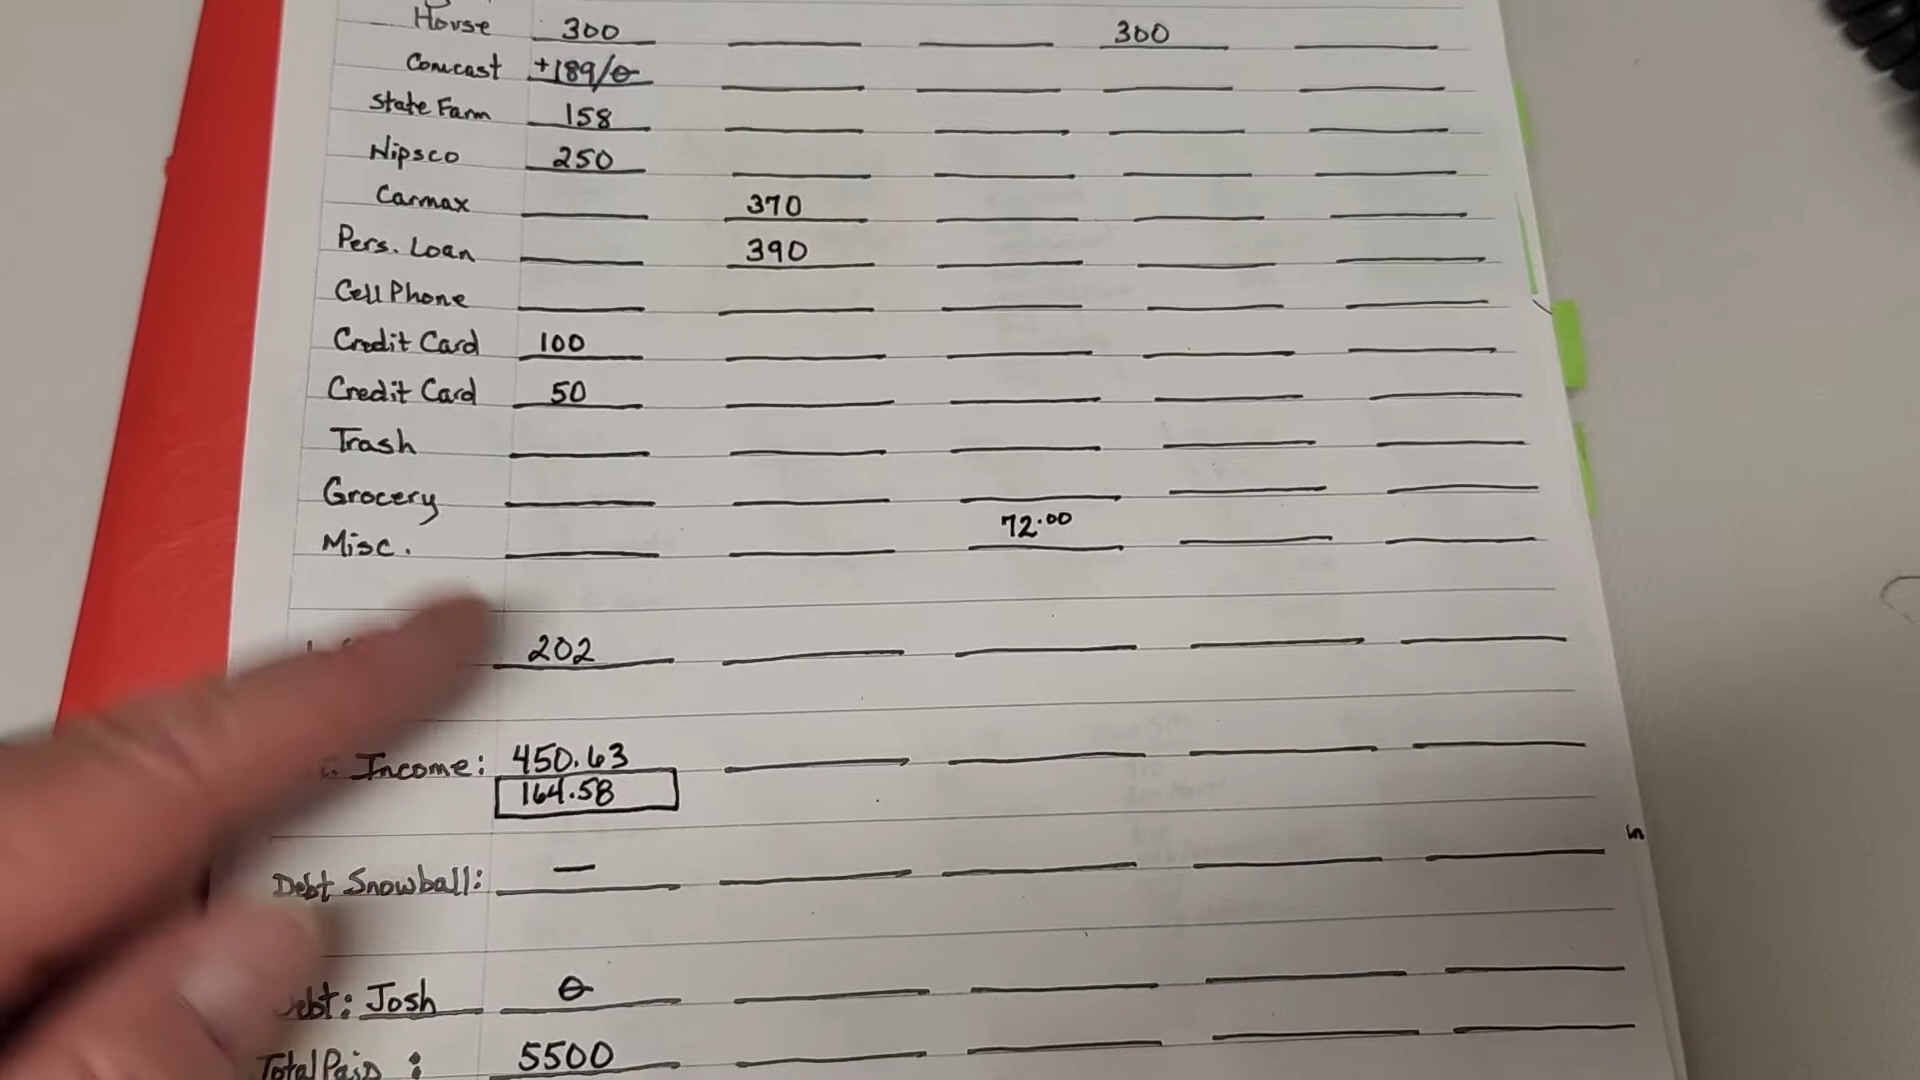 House 300 300
Comcast +189/0
State Farm 158
Nipsco 250
Carmax 370
Pers. Loan 390
Cell Phone
Credit Card 100
Credit Card 50
Trash
Grocery
Misc. 72.00
202
Income: 450.63
164.58
Debt Snowball: —
Debt: Josh 0
Total Paid : 5500